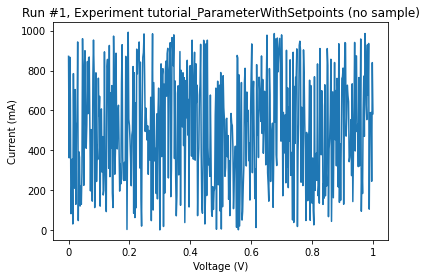 Run #1, Experiment tutorial_ParameterWithSetpoints (no sample)
1000
800
600
400
200
0
Current (mA)
0 0.2 0.4 0.6 0.8 1
Voltage (V)